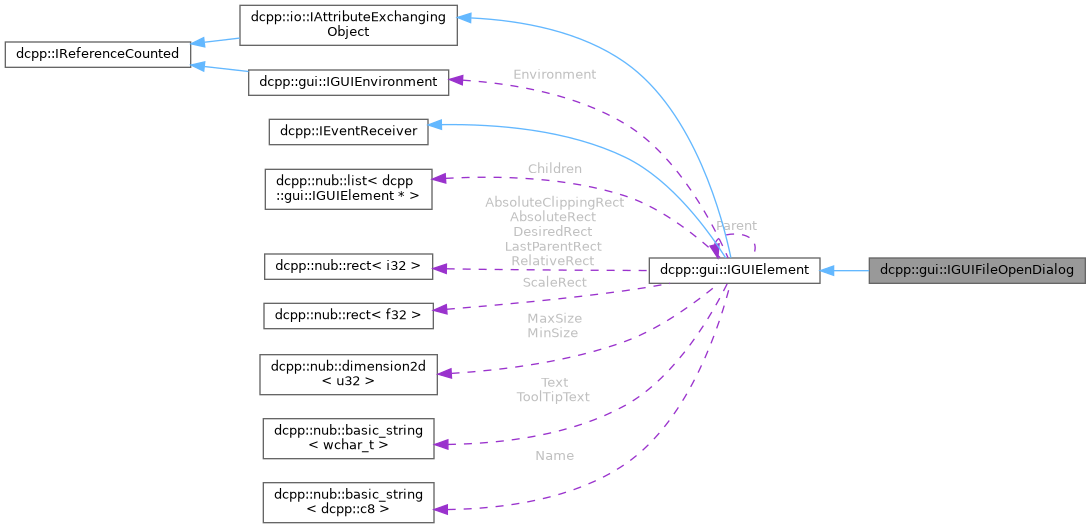 dcpp::io::IAttributeExchanging
Object
dcpp::IReferenceCounted
Environment
dcpp::gui::IGUIEnvironment
dcpp::IEventReceiver
Children
dcpp::nub::list< dcpp
::gui::IGUIElement * >
AbsoluteClippingRect
AbsoluteRect
DesiredRect
LastParentRect
RelativeRect
Parent
dcpp::nub::rect< i32 >
dcpp::gui::IGUIElement
dcpp::gui::IGUIFileOpenDialog
ScaleRect
dcpp::nub::rect< f32 >
MaxSize
MinSize
dcpp::nub::dimension2d
< u32 >
Text
ToolTipText
dcpp::nub::basic_string
< wchar_t >
Name
dcpp::nub::basic_string
< dcpp::c8 >